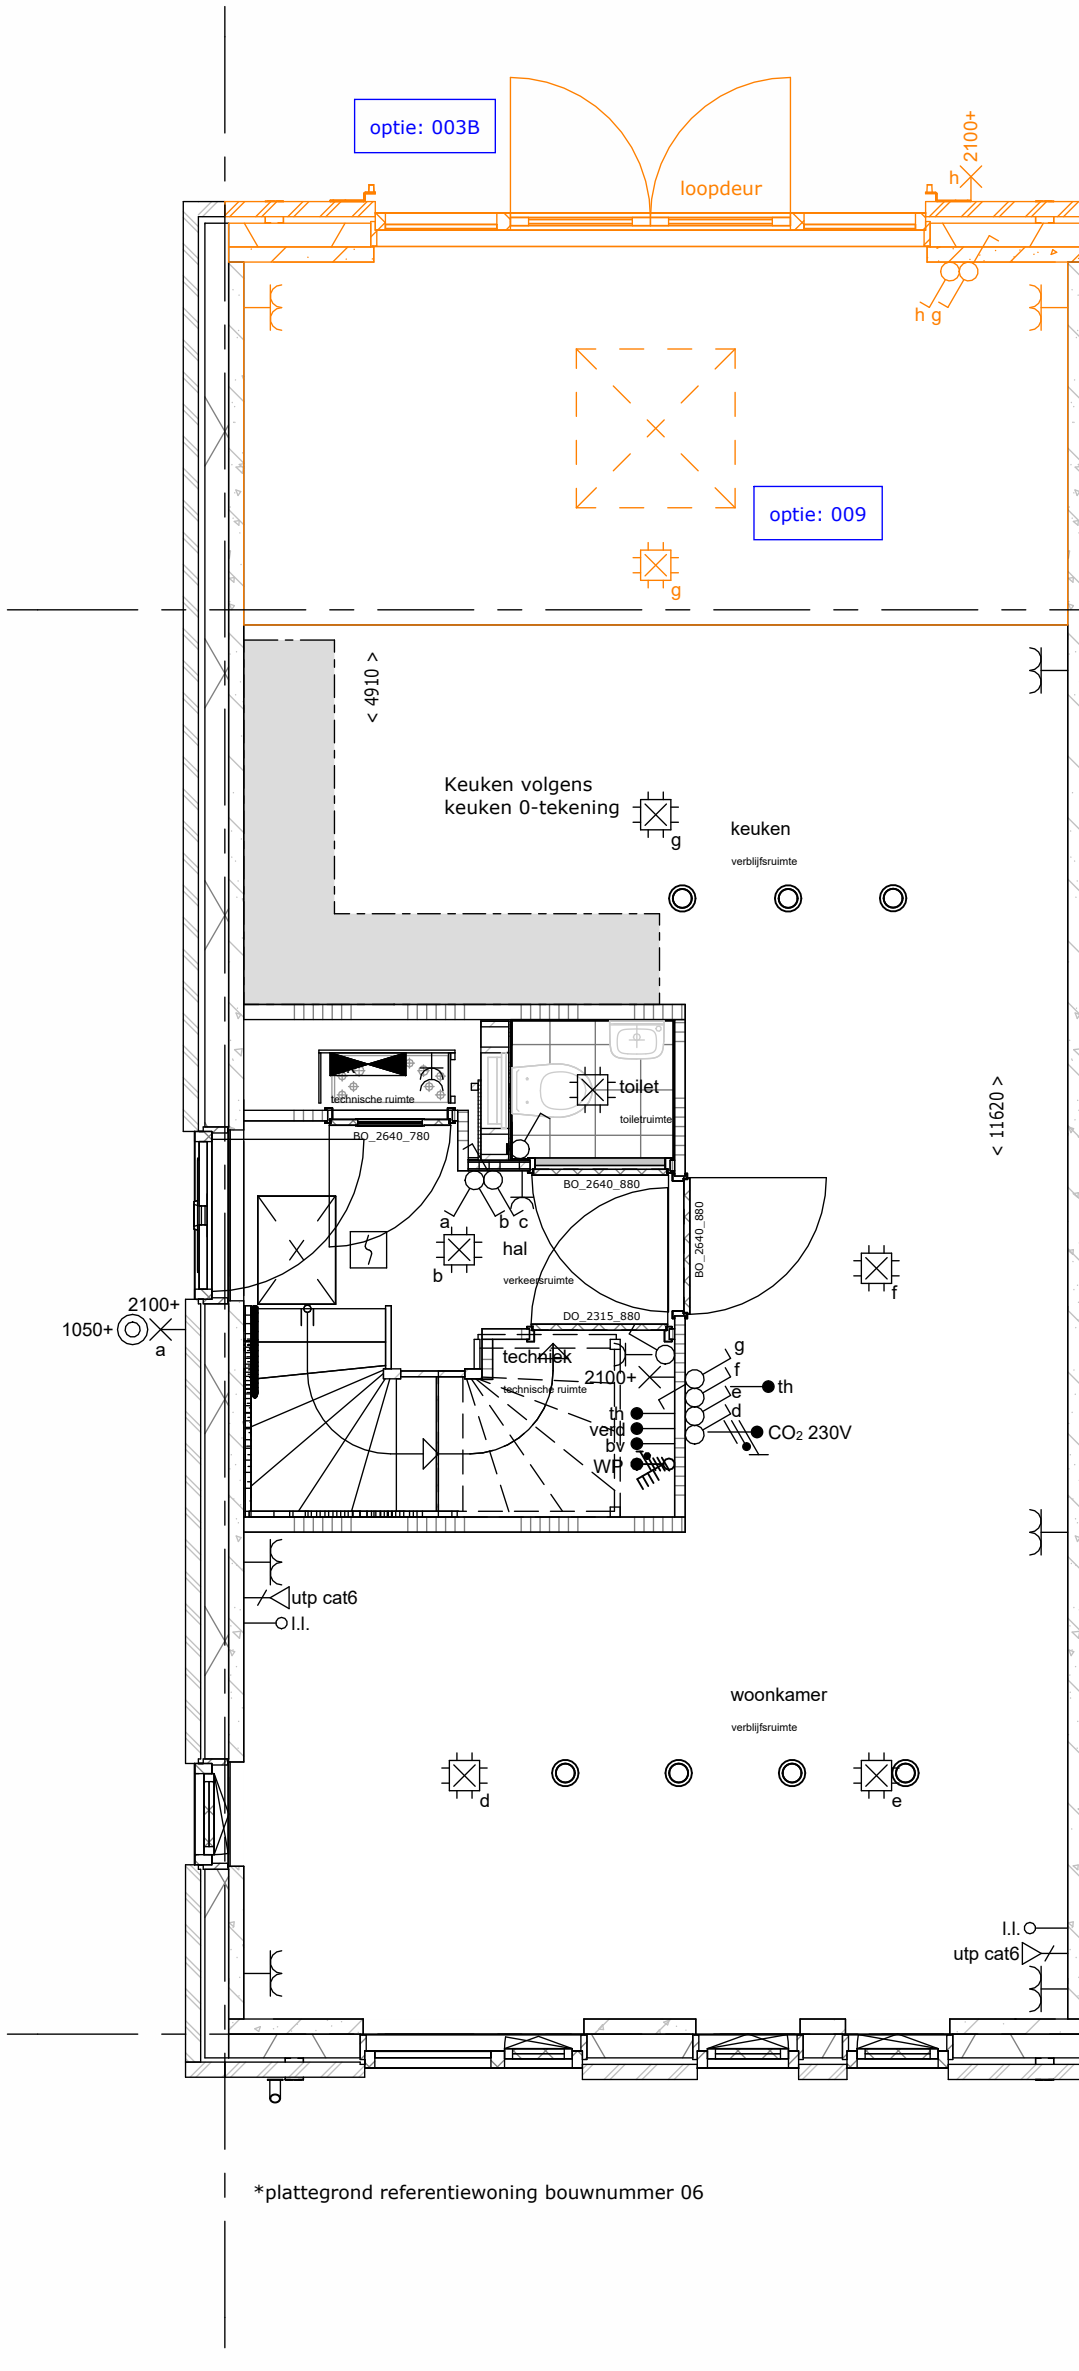 optie: 003B
2100+
h
loopdeur
h g
optie: 009
g
< 4910 >
Keuken volgens
keuken 0-tekening
g
keuken
verblijfsruimte
< 11620 >
toilet
toiletruimte
technische ruimte
BO_2640_780
BO_2640_880
BO_2640_880
a
b c
hal
b
verkeersruimte
f
2100+
1050+
a
DO_2315_880
techniek
2100+
technische ruimte
g
f
e
d
th
th
verd
bv
WP
CO₂ 230V
utp cat6
l.l.
woonkamer
verblijfsruimte
d
e
l.l.
utp cat6
*plattegrond referentiewoning bouwnummer 06